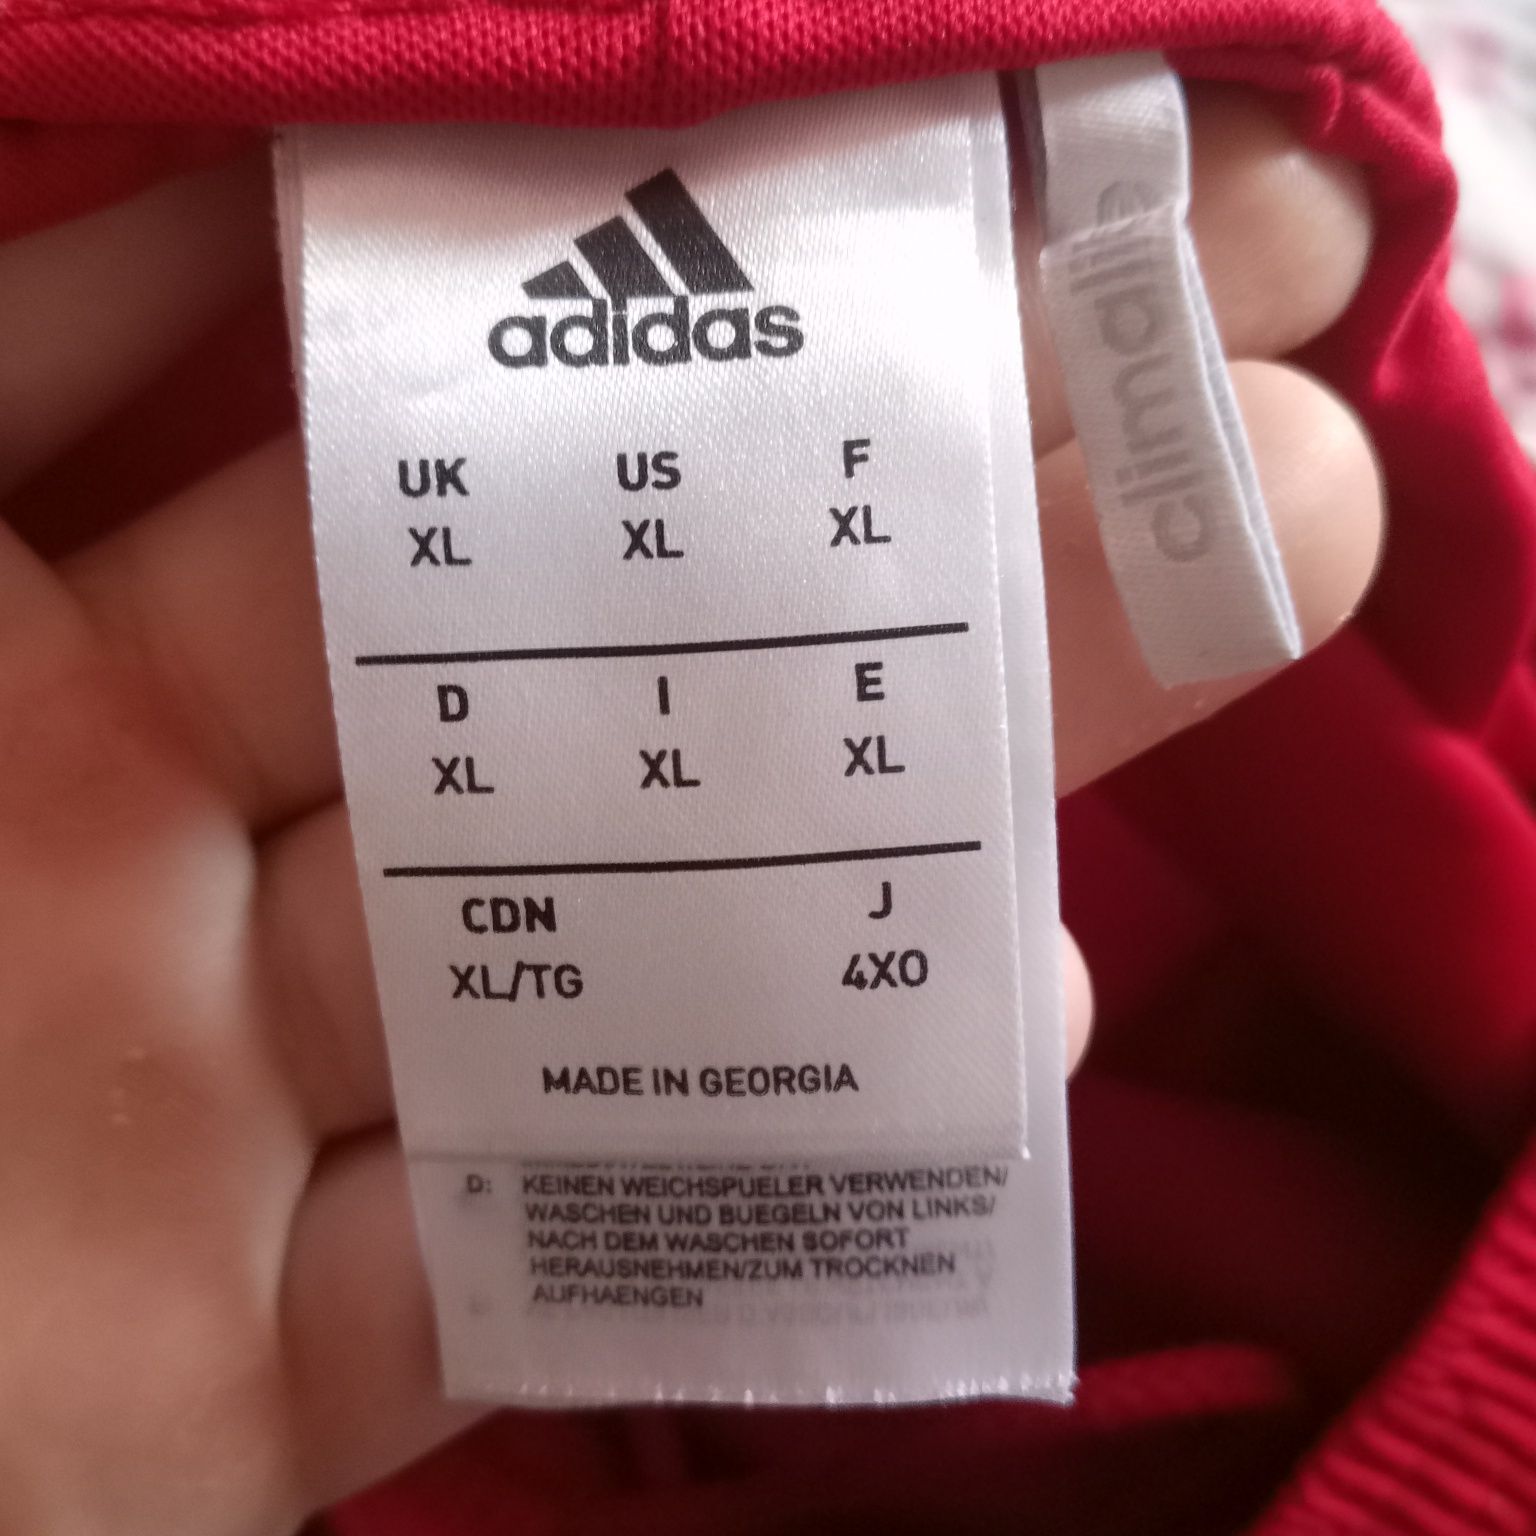 adidas
UK US F
XL XL XL
D I E
XL XL XL
CDN J
XL/TG 4XO
MADE IN GEORGIA
D: KEINEN WEICHSPUELER VERWENDEN/
WASCHEN UND BUEGELN VON LINKS/
NACH DEM WASCHEN SOFORT
HERAUSNEHMEN/ZUM TROCKNEN
AUFHAENGEN